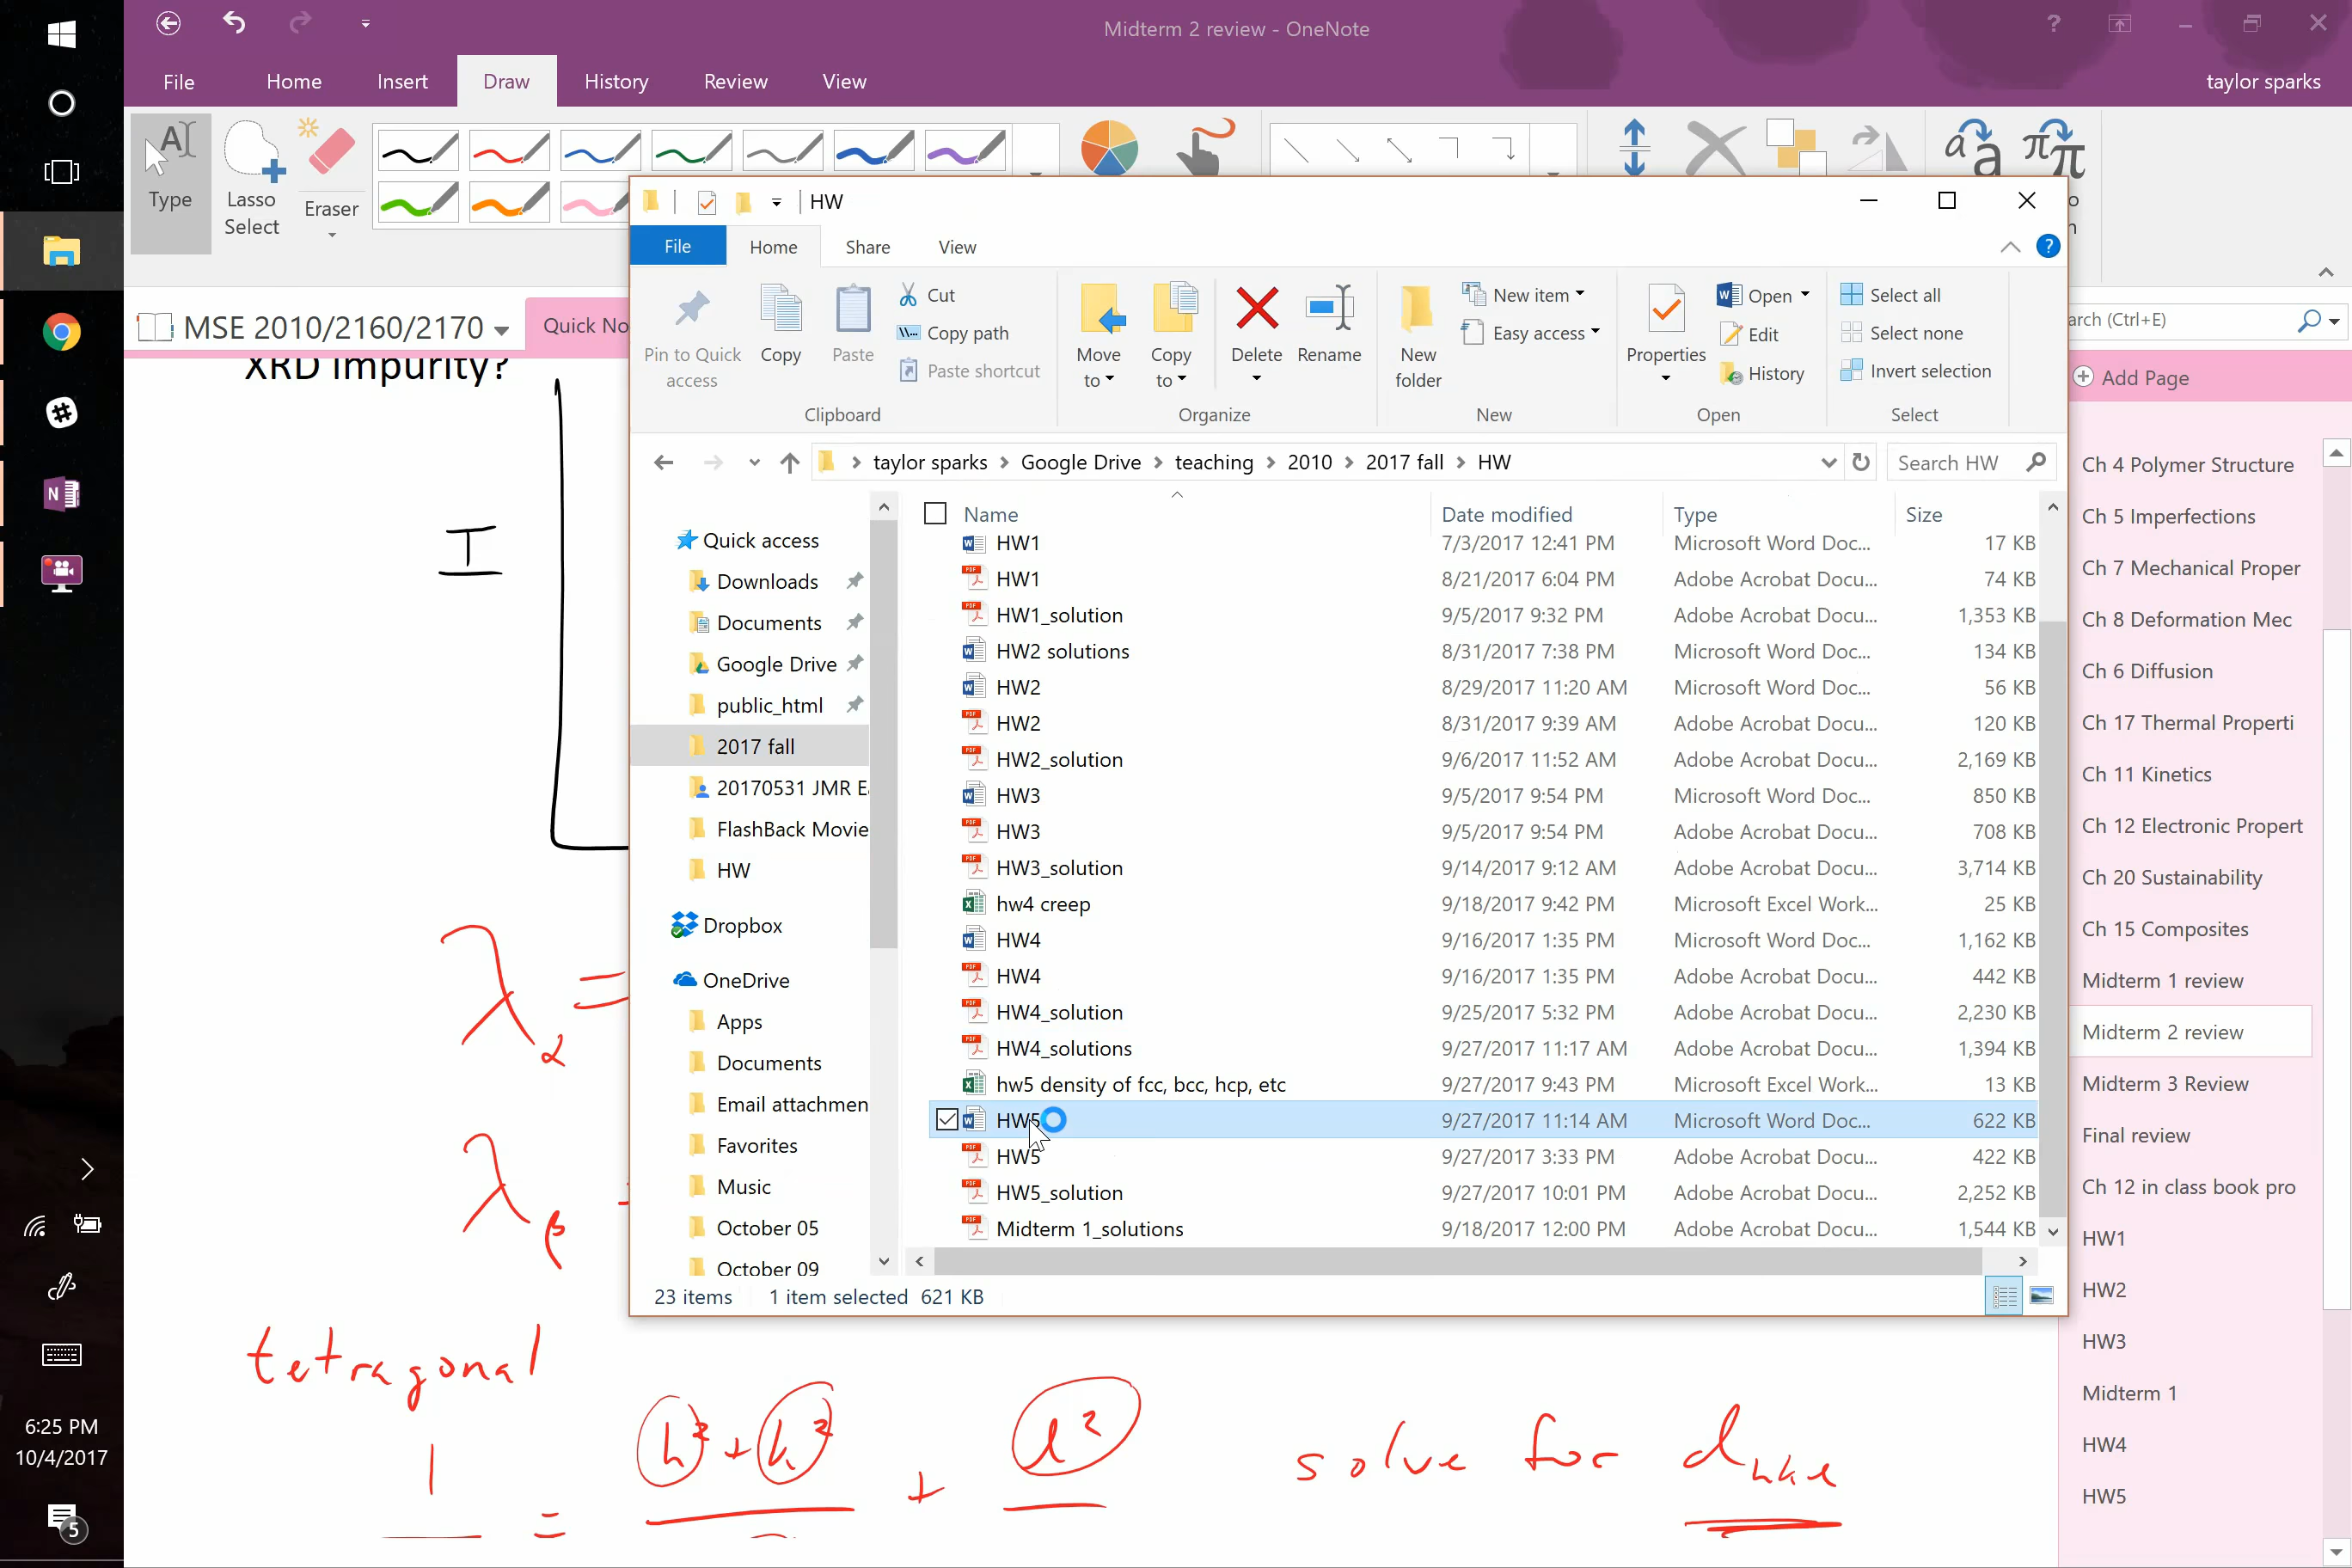 Midterm 2 review - OneNote
File Home Insert Draw History Review View
taylor sparks
Type
Lasso Select
Eraser
HW
File Home Share View
Pin to Quick access
Copy
Paste
Cut
Copy path
Paste shortcut
Clipboard
Move to
Copy to
Delete
Rename
Organize
New folder
New item
Easy access
New
Properties
Open
Edit
History
Open
Select all
Select none
Invert selection
Select
MSE 2010/2160/2170
Quick No
arch (Ctrl+E)
XRD impurity?
taylor sparks > Google Drive > teaching > 2010 > 2017 fall > HW
Search HW
Quick access
Downloads
Documents
Google Drive
public_html
2017 fall
20170531 JMR E
FlashBack Movie
HW
Dropbox
OneDrive
Apps
Documents
Email attachmen
Favorites
Music
October 05
October 09
Name Date modified Type Size
HW1 7/3/2017 12:41 PM Microsoft Word Doc... 17 KB
HW1 8/21/2017 6:04 PM Adobe Acrobat Docu... 74 KB
HW1_solution 9/5/2017 9:32 PM Adobe Acrobat Docu... 1,353 KB
HW2 solutions 8/31/2017 7:38 PM Microsoft Word Doc... 134 KB
HW2 8/29/2017 11:20 AM Microsoft Word Doc... 56 KB
HW2 8/31/2017 9:39 AM Adobe Acrobat Docu... 120 KB
HW2_solution 9/6/2017 11:52 AM Adobe Acrobat Docu... 2,169 KB
HW3 9/5/2017 9:54 PM Microsoft Word Doc... 850 KB
HW3 9/5/2017 9:54 PM Adobe Acrobat Docu... 708 KB
HW3_solution 9/14/2017 9:12 AM Adobe Acrobat Docu... 3,714 KB
hw4 creep 9/18/2017 9:42 PM Microsoft Excel Work... 25 KB
HW4 9/16/2017 1:35 PM Microsoft Word Doc... 1,162 KB
HW4 9/16/2017 1:35 PM Adobe Acrobat Docu... 442 KB
HW4_solution 9/25/2017 5:32 PM Adobe Acrobat Docu... 2,230 KB
HW4_solutions 9/27/2017 11:17 AM Adobe Acrobat Docu... 1,394 KB
hw5 density of fcc, bcc, hcp, etc 9/27/2017 9:43 PM Microsoft Excel Work... 13 KB
HW5 9/27/2017 11:14 AM Microsoft Word Doc... 622 KB
HW5 9/27/2017 3:33 PM Adobe Acrobat Docu... 422 KB
HW5_solution 9/27/2017 10:01 PM Adobe Acrobat Docu... 2,252 KB
Midterm 1_solutions 9/18/2017 12:00 PM Adobe Acrobat Docu... 1,544 KB
23 items 1 item selected 621 KB
Add Page
Ch 4 Polymer Structure
Ch 5 Imperfections
Ch 7 Mechanical Proper
Ch 8 Deformation Mec
Ch 6 Diffusion
Ch 17 Thermal Properti
Ch 11 Kinetics
Ch 12 Electronic Propert
Ch 20 Sustainability
Ch 15 Composites
Midterm 1 review
Midterm 2 review
Midterm 3 Review
Final review
Ch 12 in class book pro
HW1
HW2
HW3
Midterm 1
HW4
HW5
I
λα =
λβ
tetragonal
1 = h² + k² + l² solve for dhkl
6:25 PM
10/4/2017
5